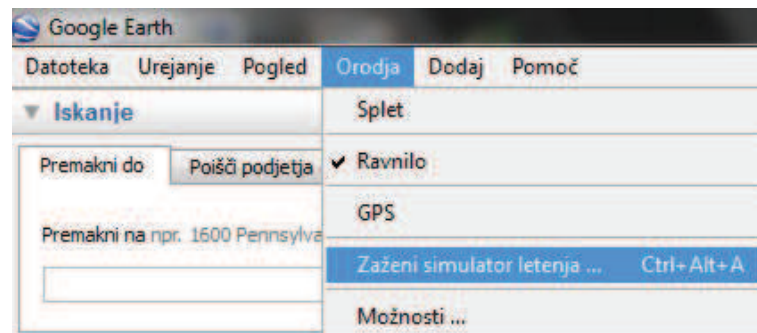 Google Earth
Datoteka Urejanje Pogled Orodja Dodaj Pomoč
Iskanje
Premakni do Poišči podjetja
Premakni na npr. 1600 Pennsylva
Splet
Ravnilo
GPS
Zaženi simulator letenja ... Ctrl+Alt+A
Možnosti ...